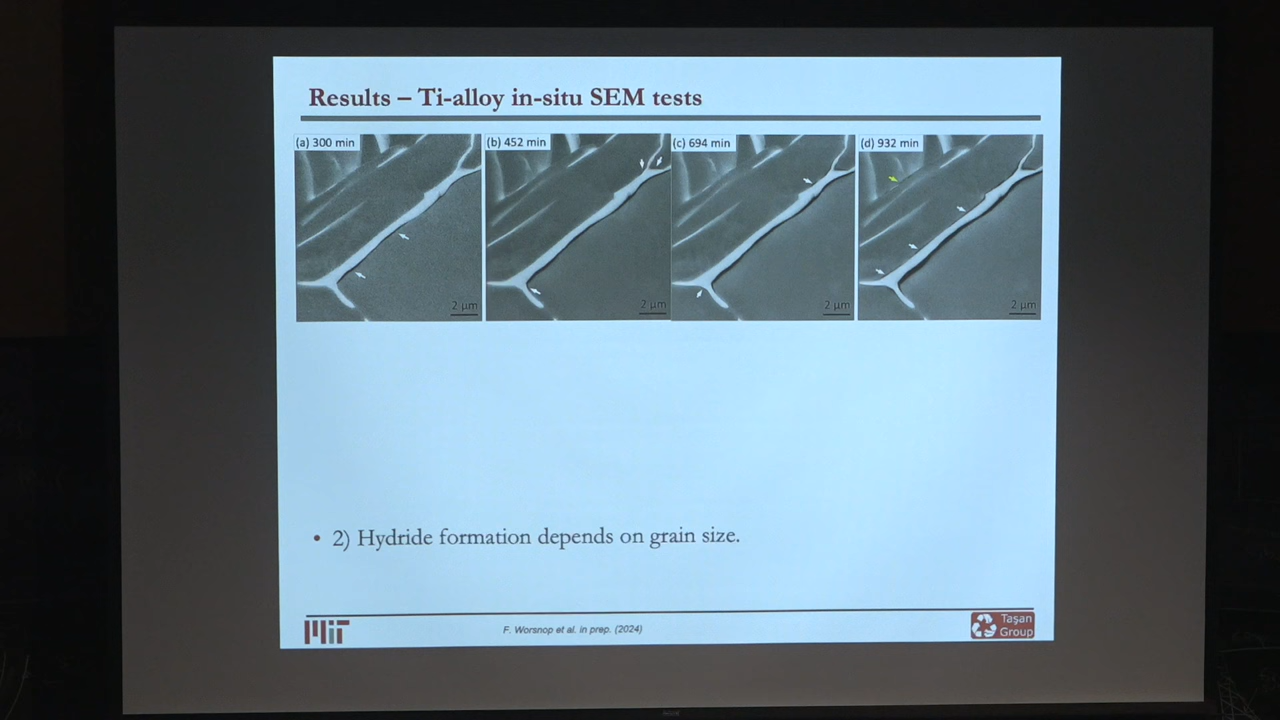 Results – Ti-alloy in-situ SEM tests
(a) 300 min
(b) 452 min
(c) 694 min
(d) 932 min
2 µm
2 µm
2 µm
2 µm
• 2) Hydride formation depends on grain size.
MIT
F. Worsnop et al. in prep. (2024)
Taşan
Group